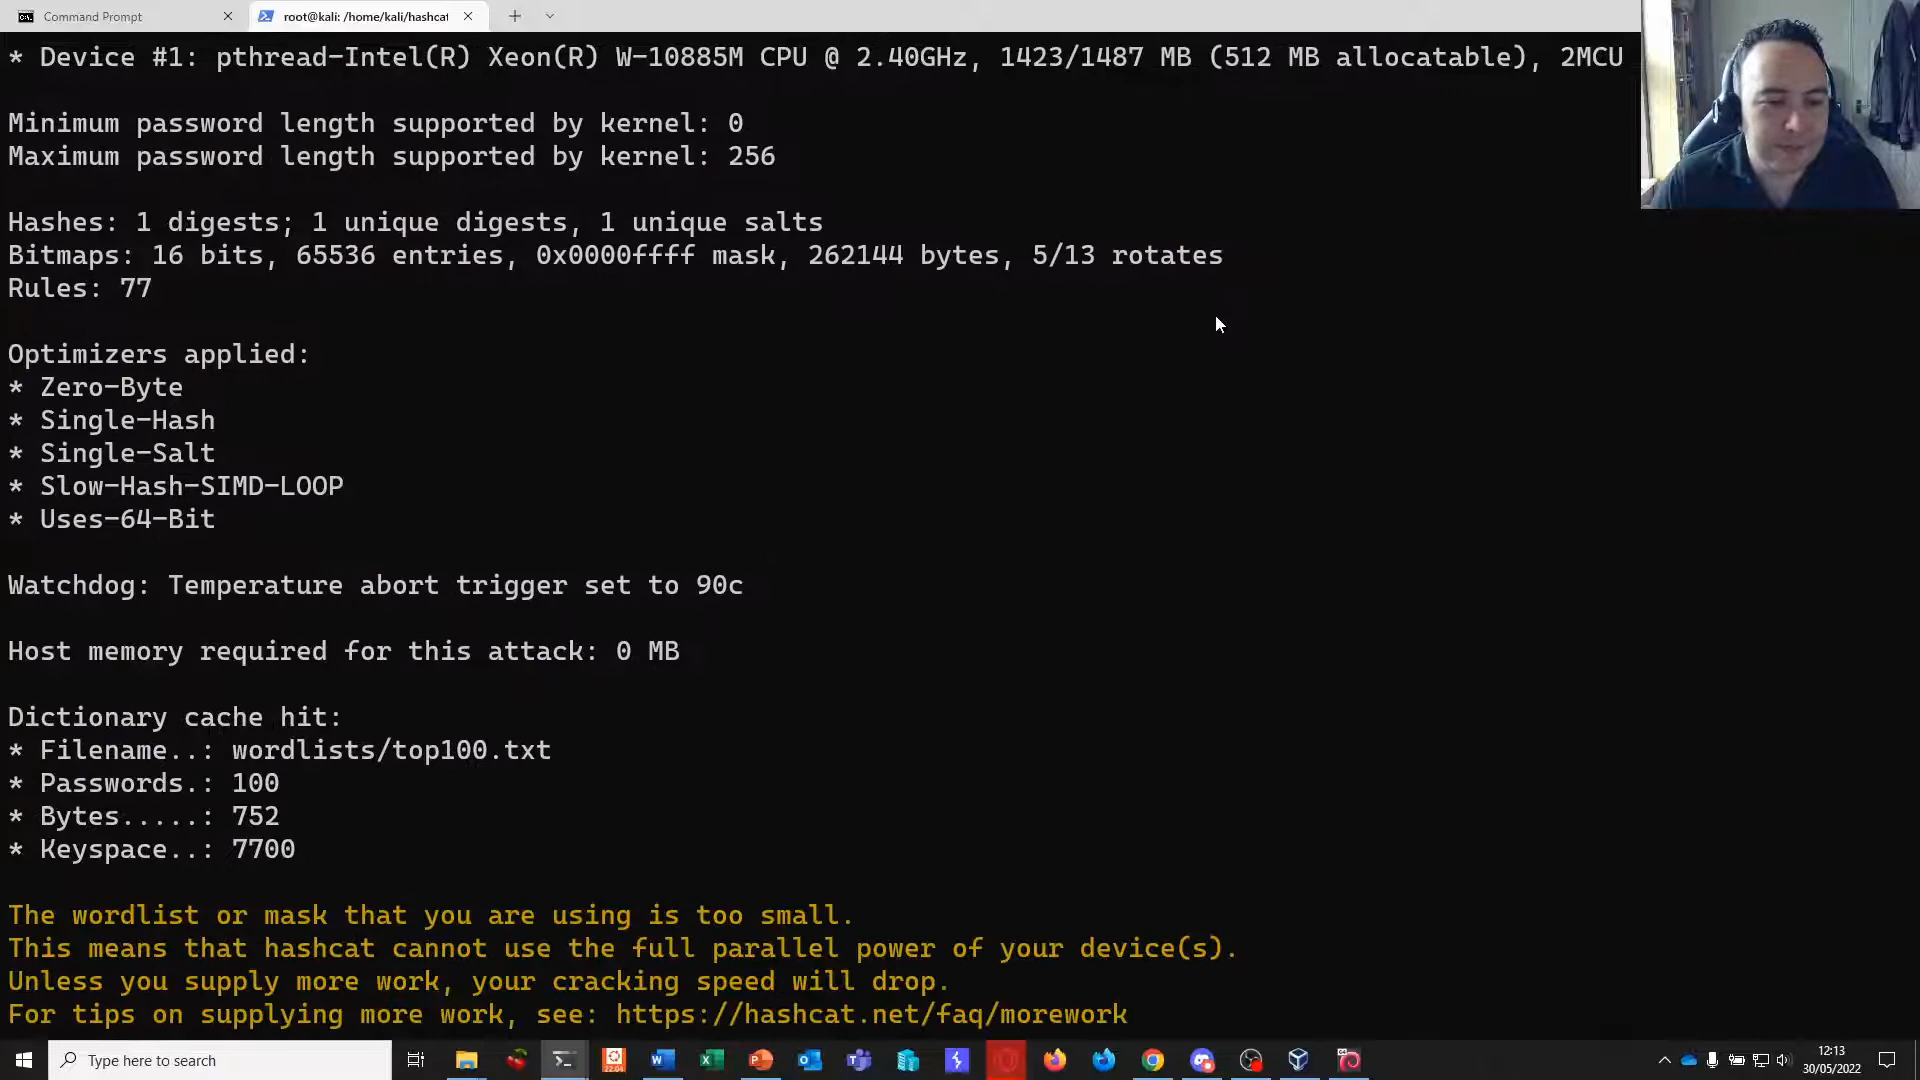 Command Prompt
root@kali: /home/kali/hashcat
* Device #1: pthread-Intel(R) Xeon(R) W-10885M CPU @ 2.40GHz, 1423/1487 MB (512 MB allocatable), 2MCU
Minimum password length supported by kernel: 0
Maximum password length supported by kernel: 256
Hashes: 1 digests; 1 unique digests, 1 unique salts
Bitmaps: 16 bits, 65536 entries, 0x0000ffff mask, 262144 bytes, 5/13 rotates
Rules: 77
Optimizers applied:
* Zero-Byte
* Single-Hash
* Single-Salt
* Slow-Hash-SIMD-LOOP
* Uses-64-Bit
Watchdog: Temperature abort trigger set to 90c
Host memory required for this attack: 0 MB
Dictionary cache hit:
* Filename..: wordlists/top100.txt
* Passwords.: 100
* Bytes.....: 752
* Keyspace..: 7700
The wordlist or mask that you are using is too small.
This means that hashcat cannot use the full parallel power of your device(s).
Unless you supply more work, your cracking speed will drop.
For tips on supplying more work, see: https://hashcat.net/faq/morework
Type here to search
22.04
12:13
30/05/2022